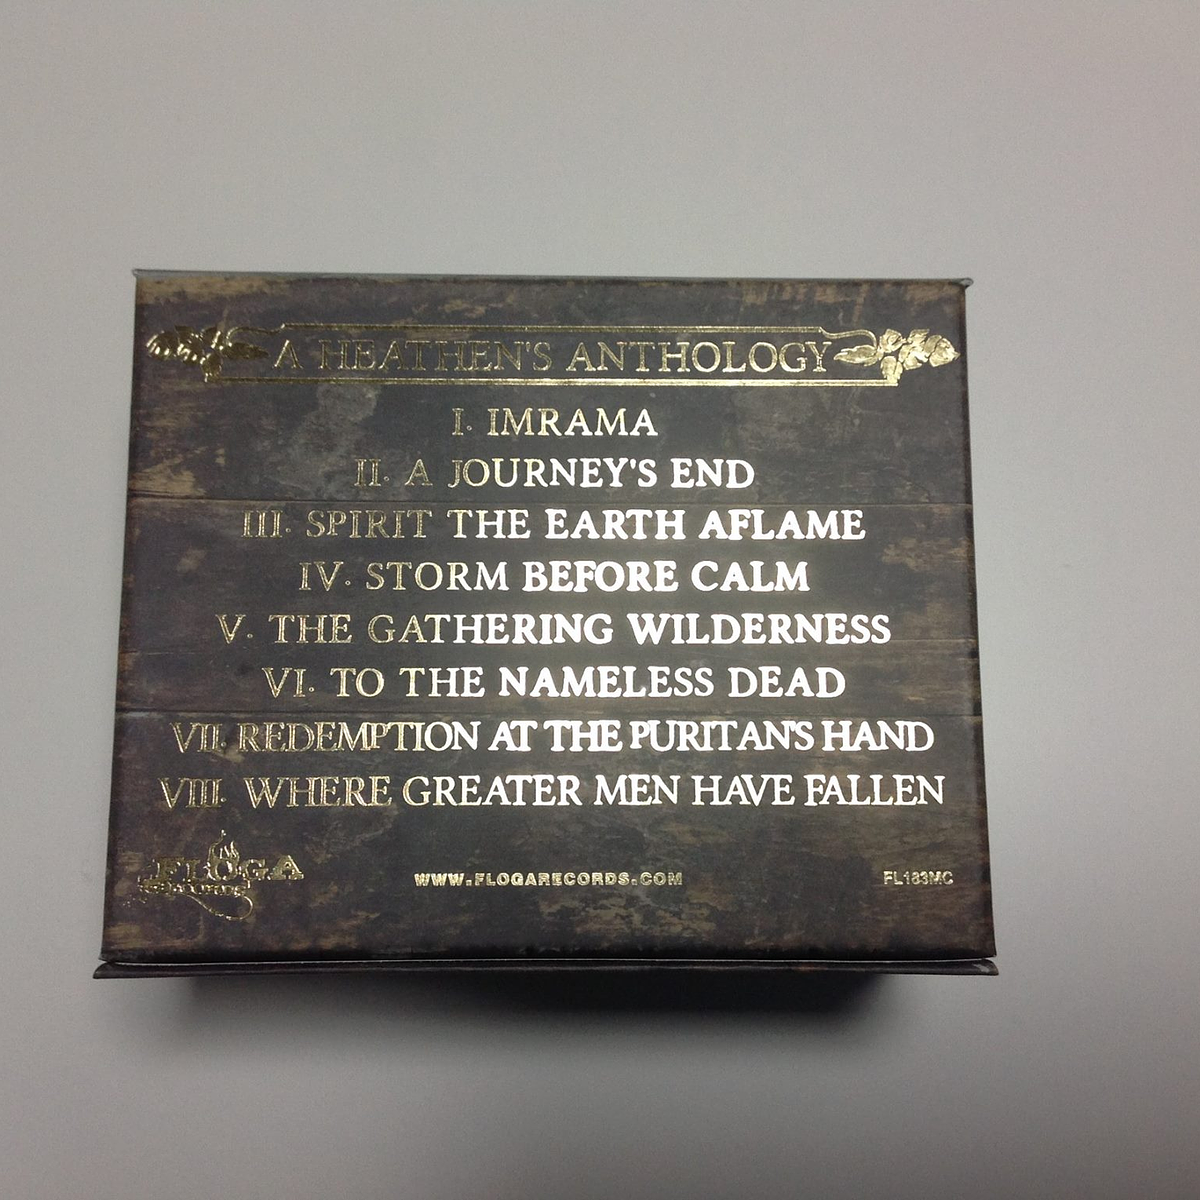 A HEATHEN'S ANTHOLOGY
I. IMRAMA
II. A JOURNEY'S END
III. SPIRIT THE EARTH AFLAME
IV. STORM BEFORE CALM
V. THE GATHERING WILDERNESS
VI. TO THE NAMELESS DEAD
VII. REDEMPTION AT THE PURITAN'S HAND
VIII. WHERE GREATER MEN HAVE FALLEN
FLOGA
RECORDS
WWW.FLOGARECORDS.COM
FL183MC